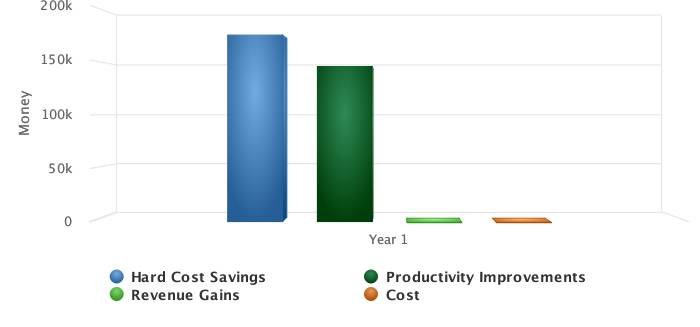 200k
150k
100k
50k
0
Money
Year 1
Hard Cost Savings
Productivity Improvements
Revenue Gains
Cost